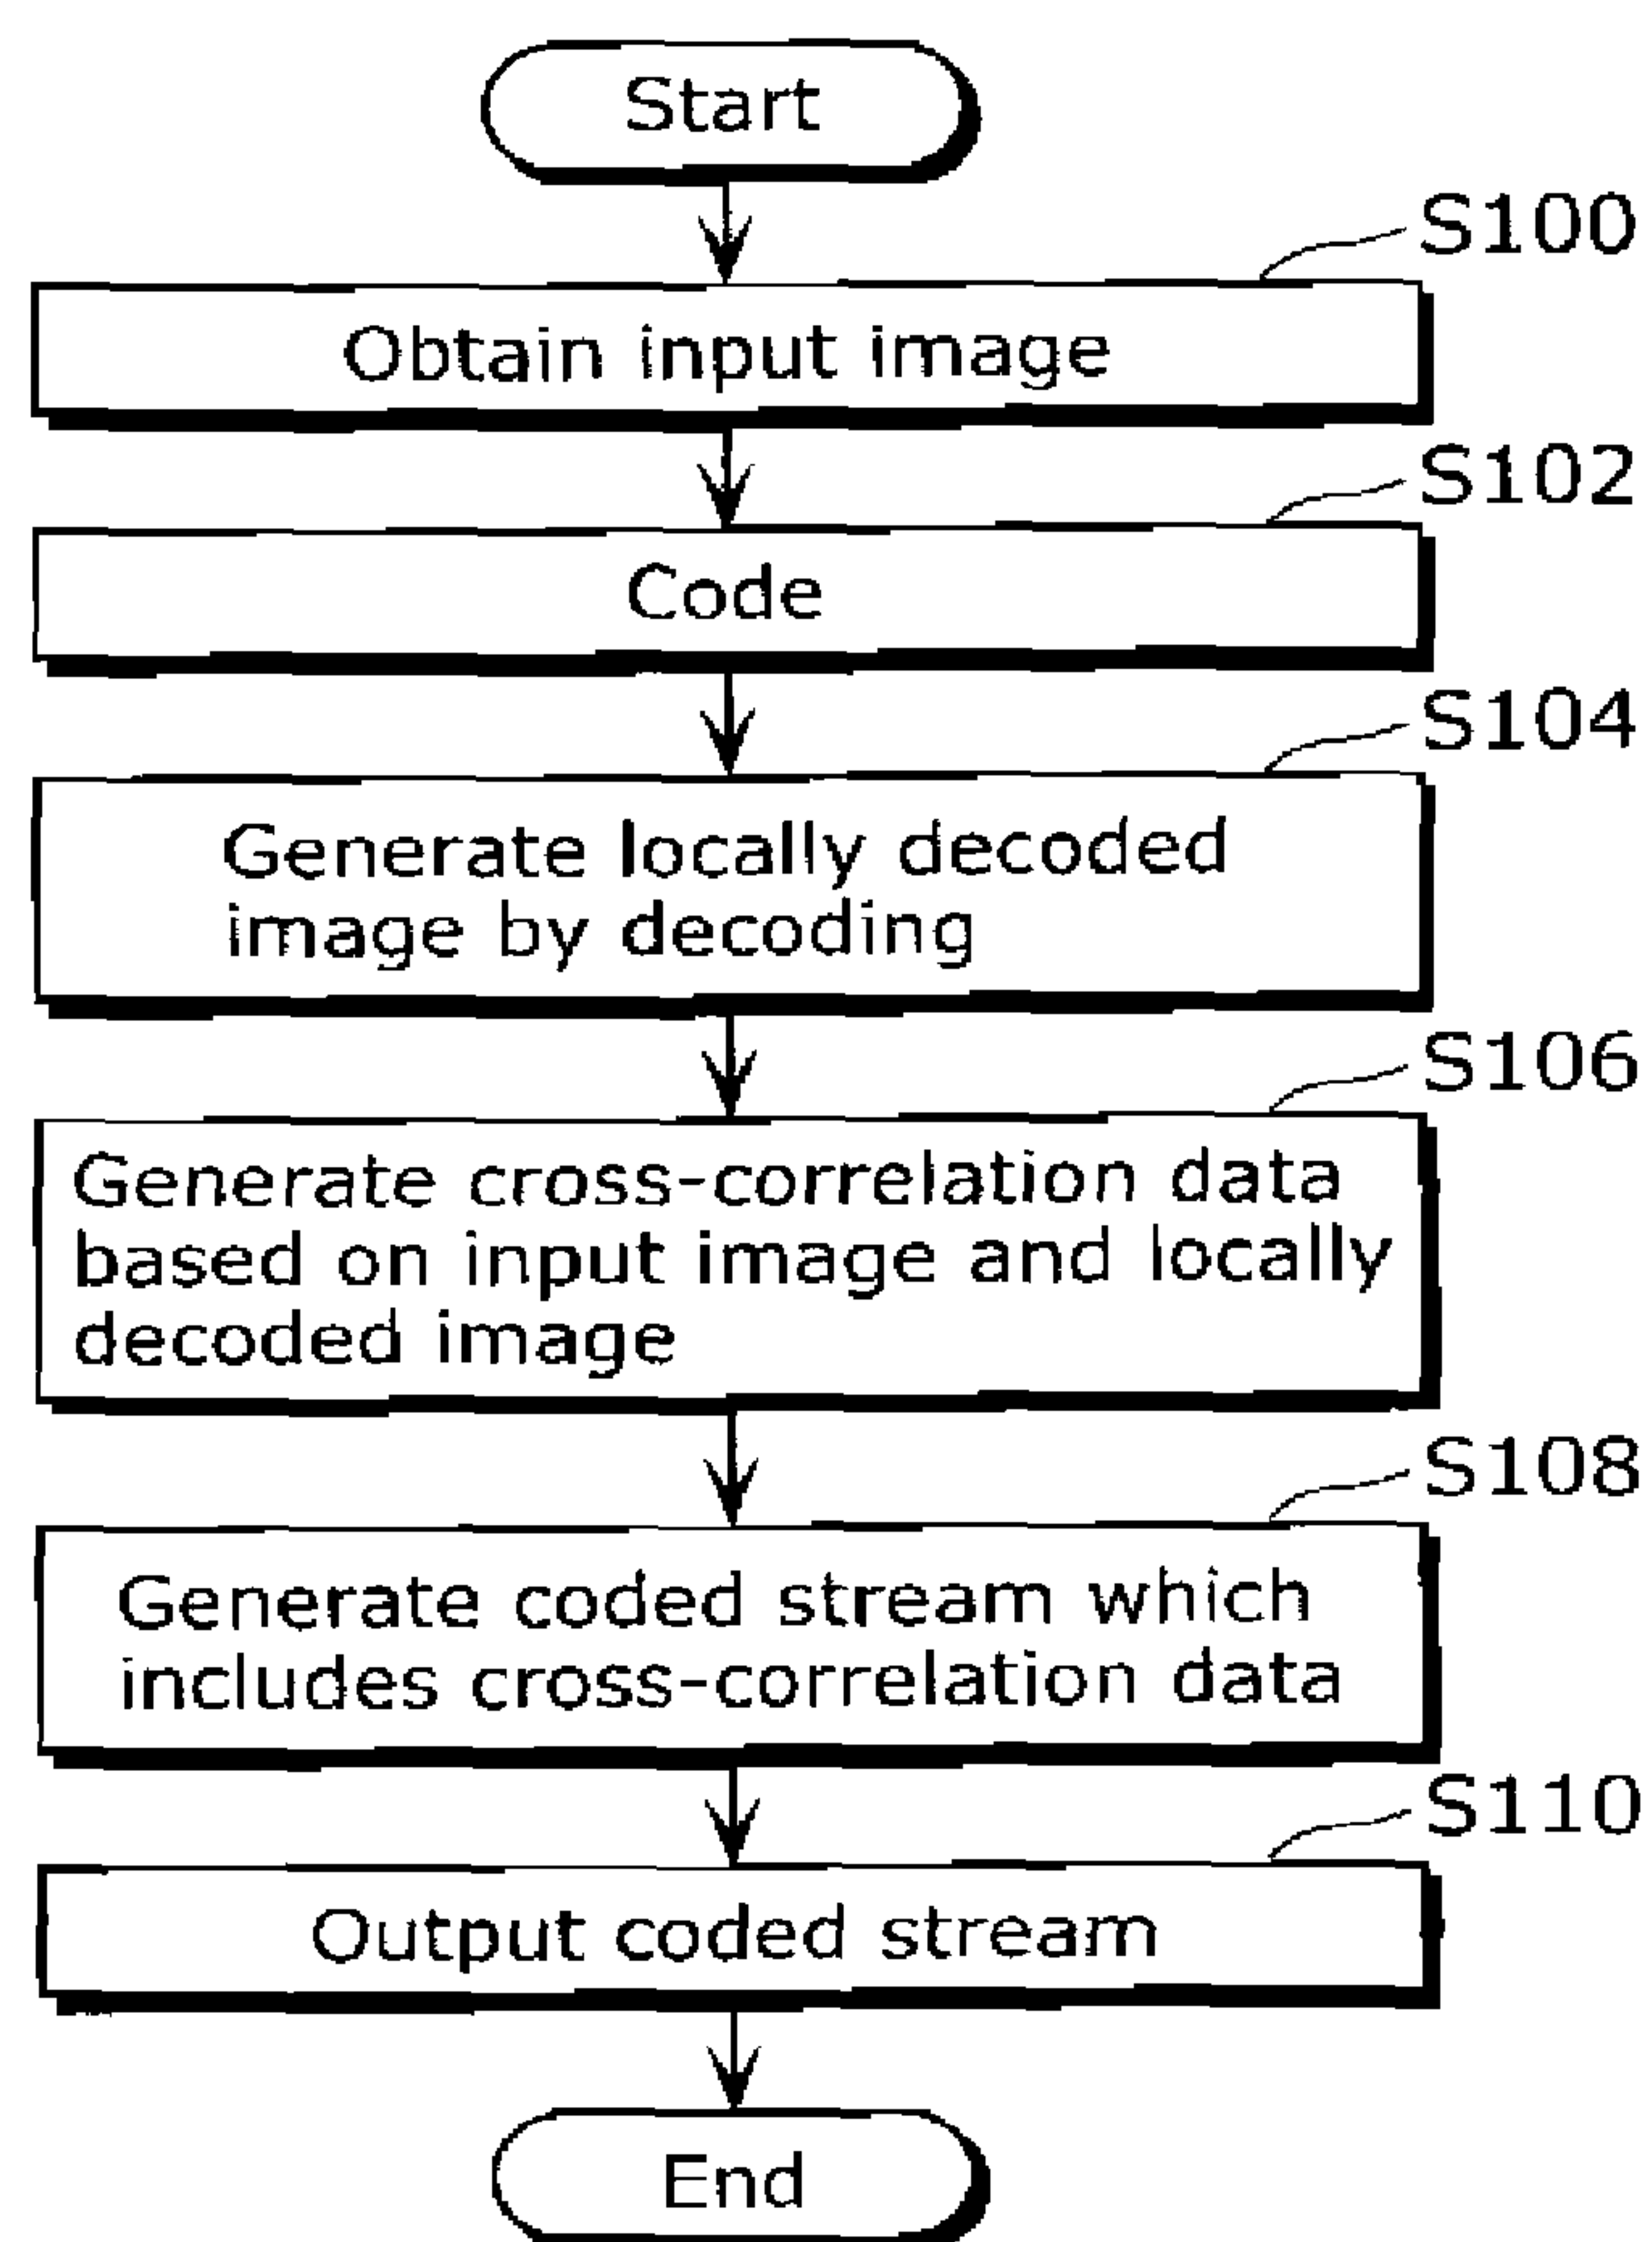 Start
S100
Obtain input image
S102
Code
S104
Generate locally decoded
image by decoding
S106
Generate cross-correlation data
based on input image and locally
decoded image
S108
Generate coded stream which
includes cross-correlation data
S110
Output coded stream
End